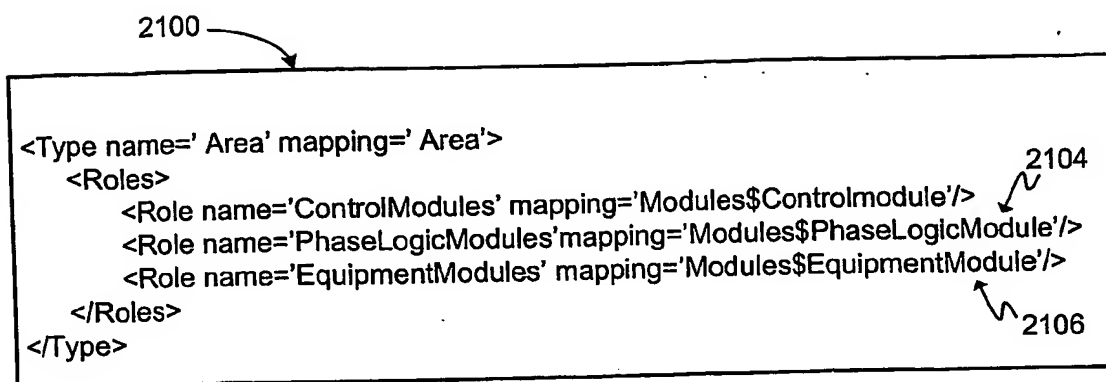 2100
<Type name=' Area' mapping=' Area'>
<Roles>
<Role name='ControlModules' mapping='Modules$Controlmodule'/>
2104
<Role name='PhaseLogicModules'mapping='Modules$PhaseLogicModule'/>
<Role name='EquipmentModules' mapping='Modules$EquipmentModule'/>
</Roles>
2106
</Type>